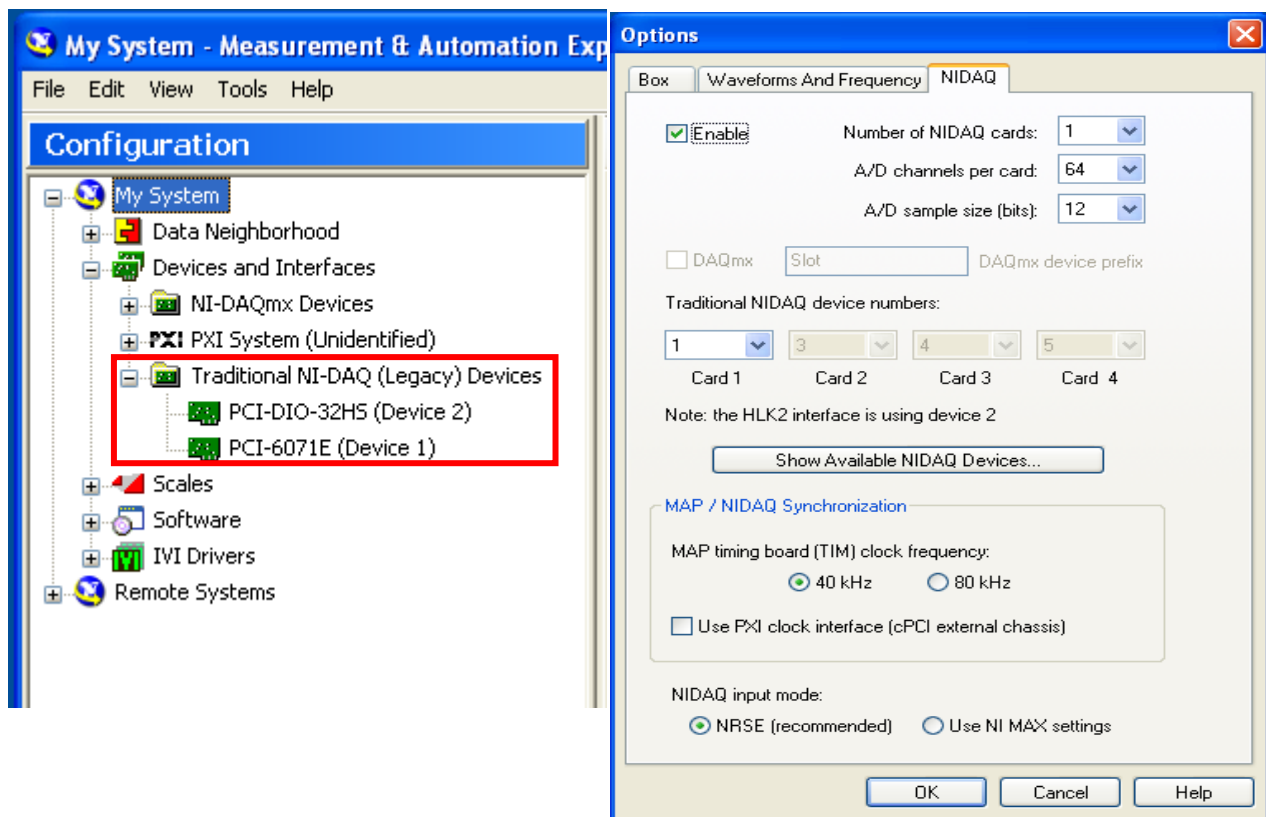 My System - Measurement & Automation Exp
File Edit View Tools Help
Configuration
My System
Data Neighborhood
Devices and Interfaces
NI-DAQmx Devices
PXI PXI System (Unidentified)
Traditional NI-DAQ (Legacy) Devices
PCI-DIO-32HS (Device 2)
PCI-6071E (Device 1)
Scales
Software
IVI Drivers
Remote Systems
Options
Box Waveforms And Frequency NIDAQ
Enable Number of NIDAQ cards: 1
A/D channels per card: 64
A/D sample size (bits): 12
DAQmx Slot DAQmx device prefix
Traditional NIDAQ device numbers:
1 3 4 5
Card 1 Card 2 Card 3 Card 4
Note: the HLK2 interface is using device 2
Show Available NIDAQ Devices...
MAP / NIDAQ Synchronization
MAP timing board (TIM) clock frequency:
40 kHz 80 kHz
Use PXI clock interface (cPCI external chassis)
NIDAQ input mode:
NRSE (recommended) Use NI MAX settings
OK Cancel Help